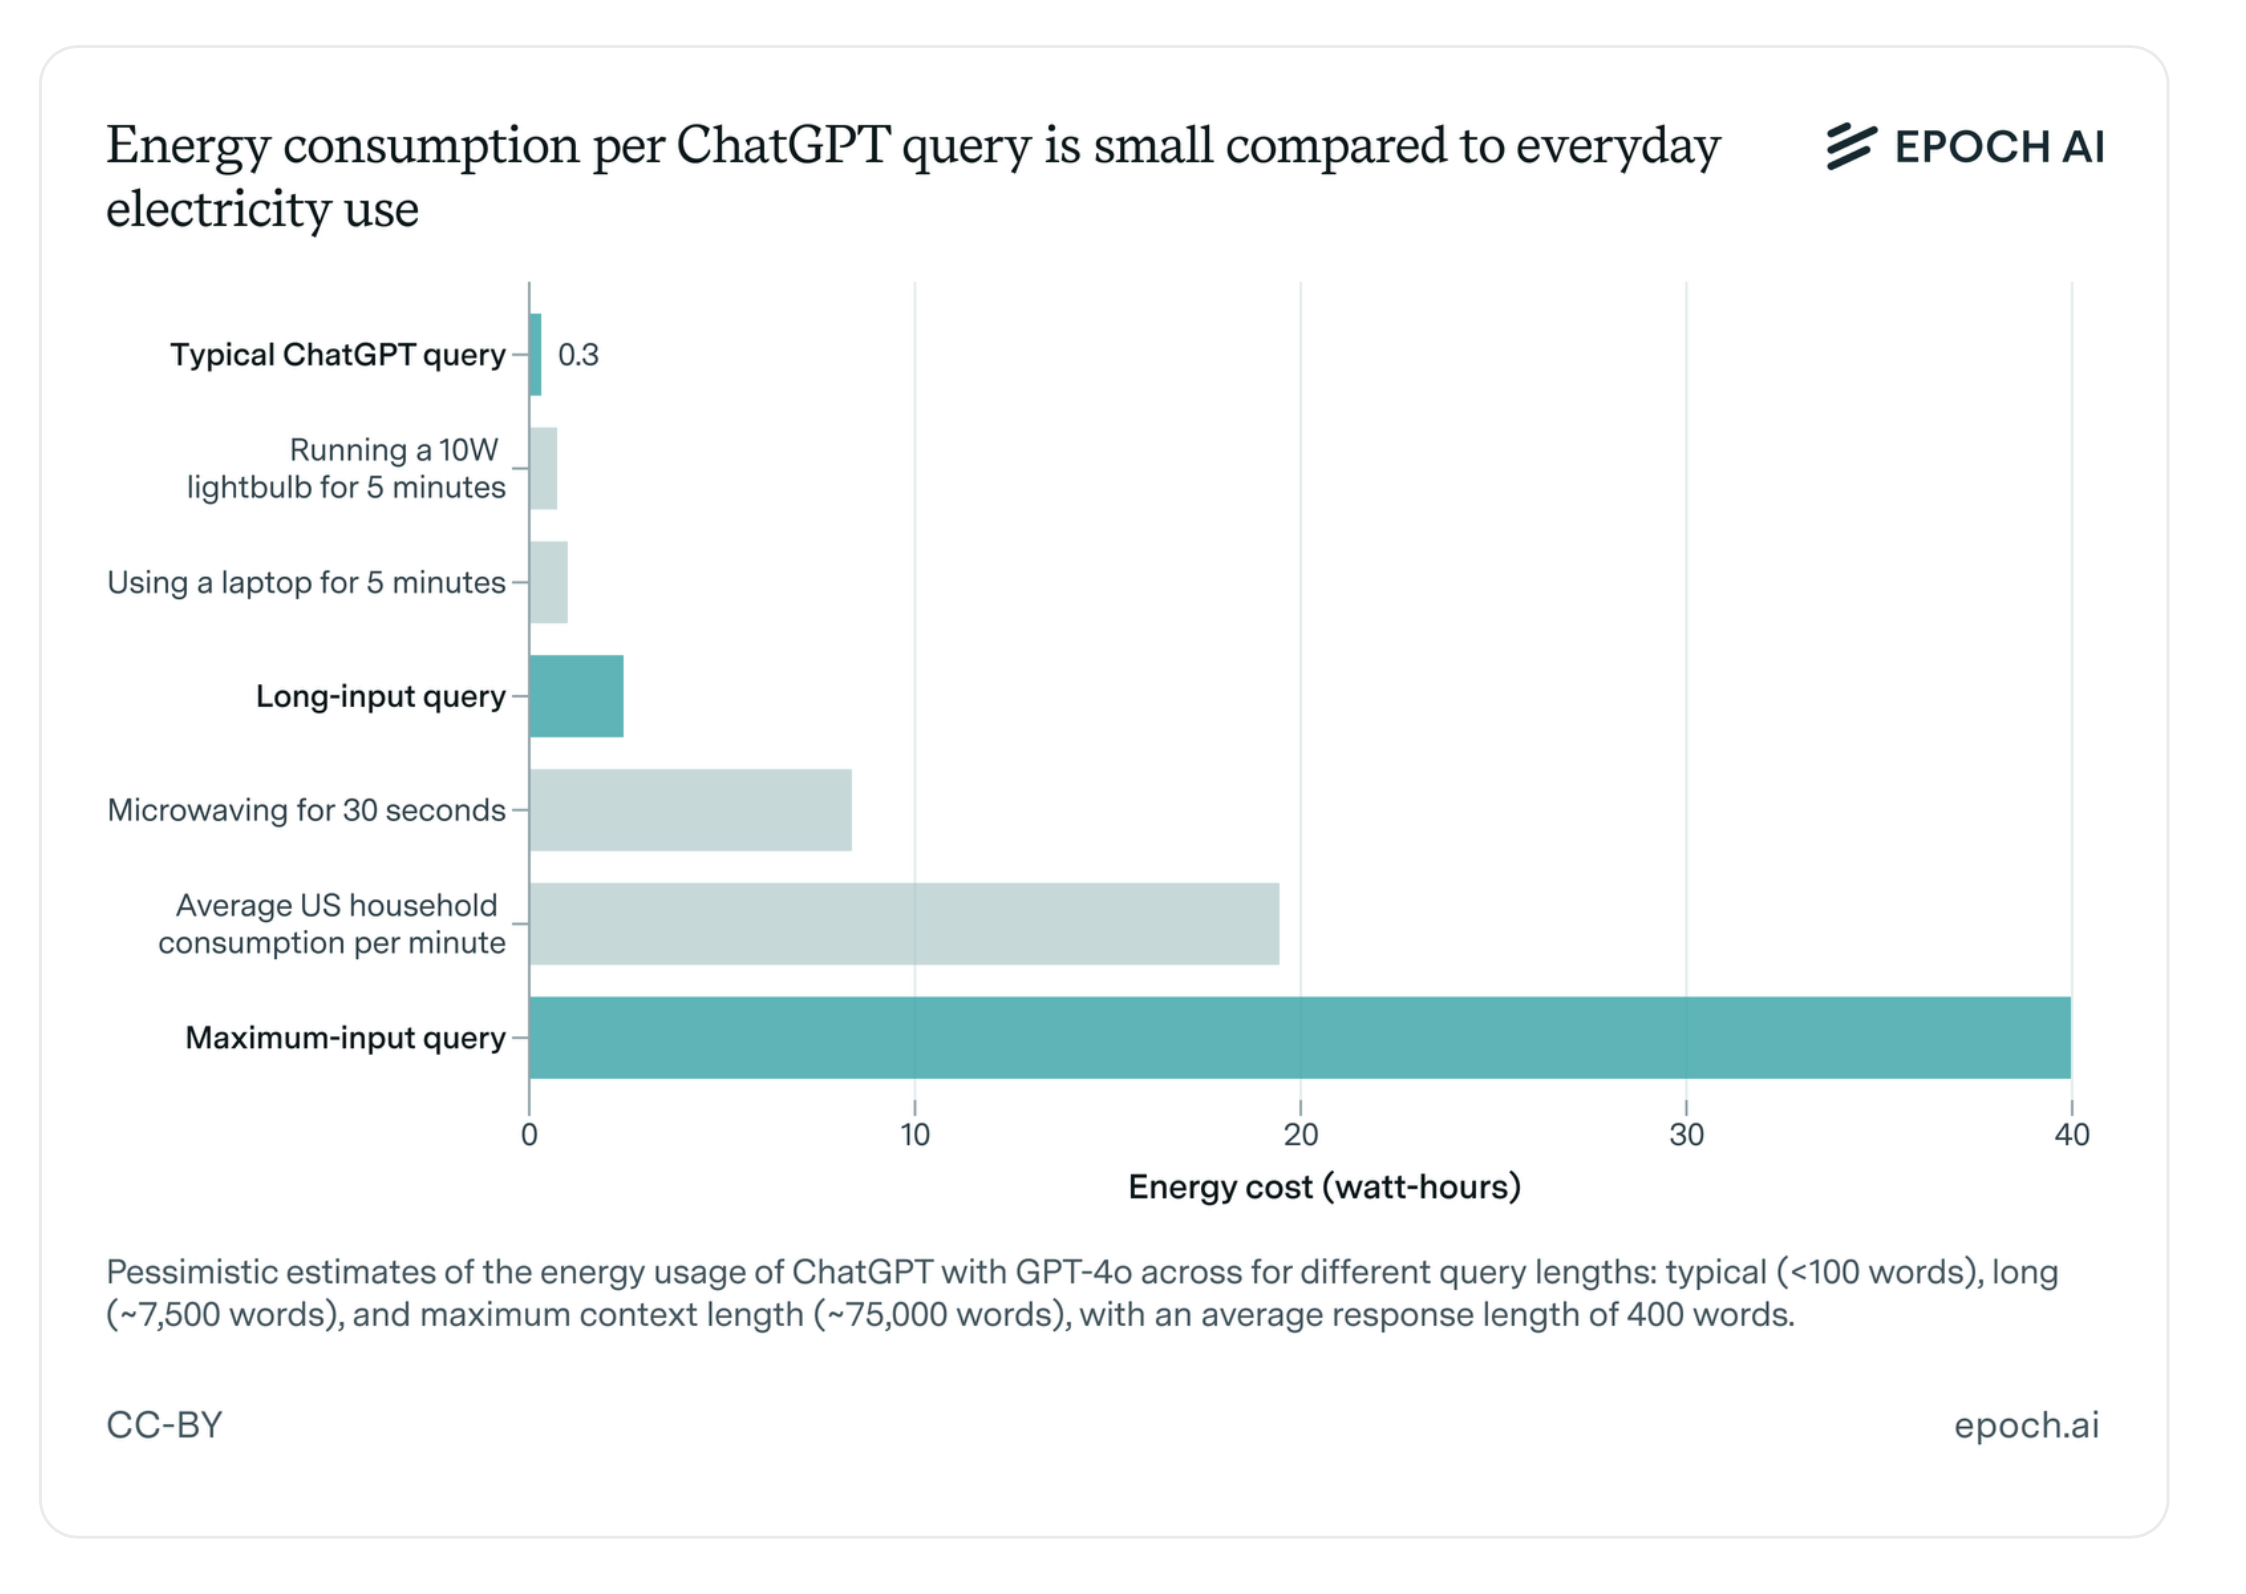 Energy consumption per ChatGPT query is small compared to everyday
electricity use
EPOCH AI
Typical ChatGPT query
0.3
Running a 10W
lightbulb for 5 minutes
Using a laptop for 5 minutes
Long-input query
Microwaving for 30 seconds
Average US household
consumption per minute
Maximum-input query
0 10 20 30 40
Energy cost (watt-hours)
Pessimistic estimates of the energy usage of ChatGPT with GPT-4o across for different query lengths: typical (<100 words), long
(~7,500 words), and maximum context length (~75,000 words), with an average response length of 400 words.
CC-BY
epoch.ai